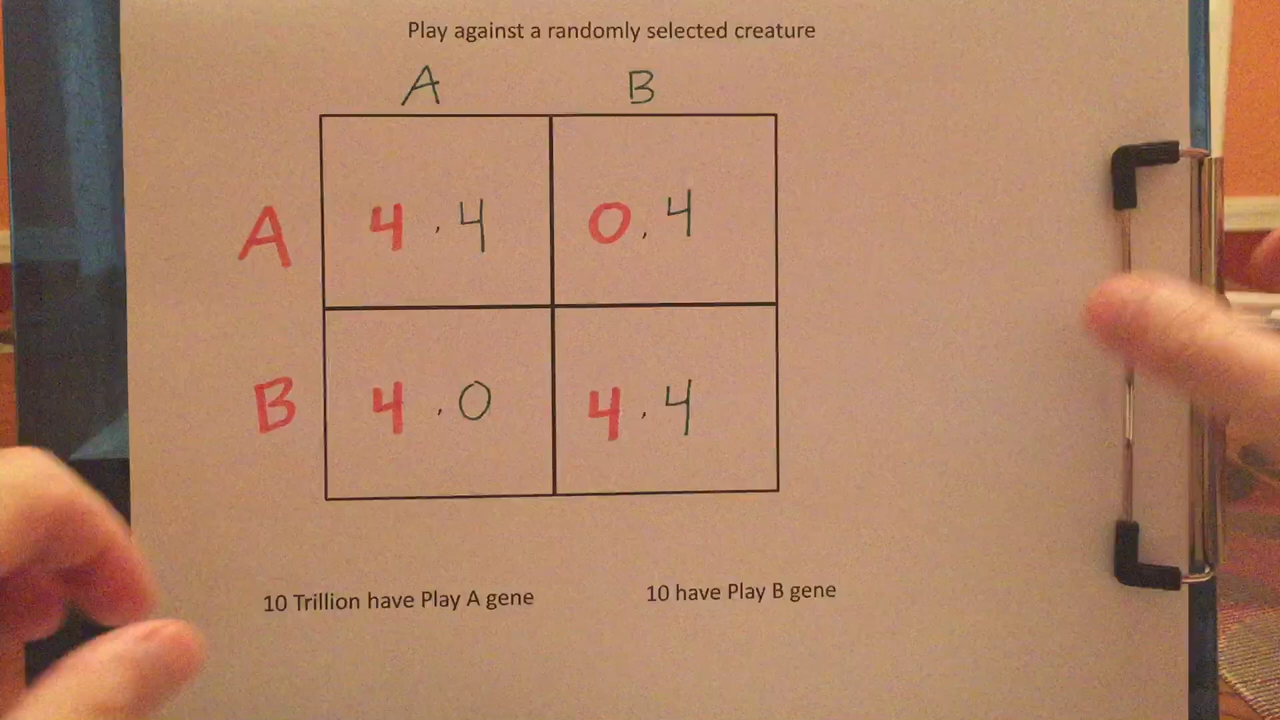 Play against a randomly selected creature
A B
A 4 , 4 0 , 4
B 4 , 0 4 , 4
10 Trillion have Play A gene 10 have Play B gene